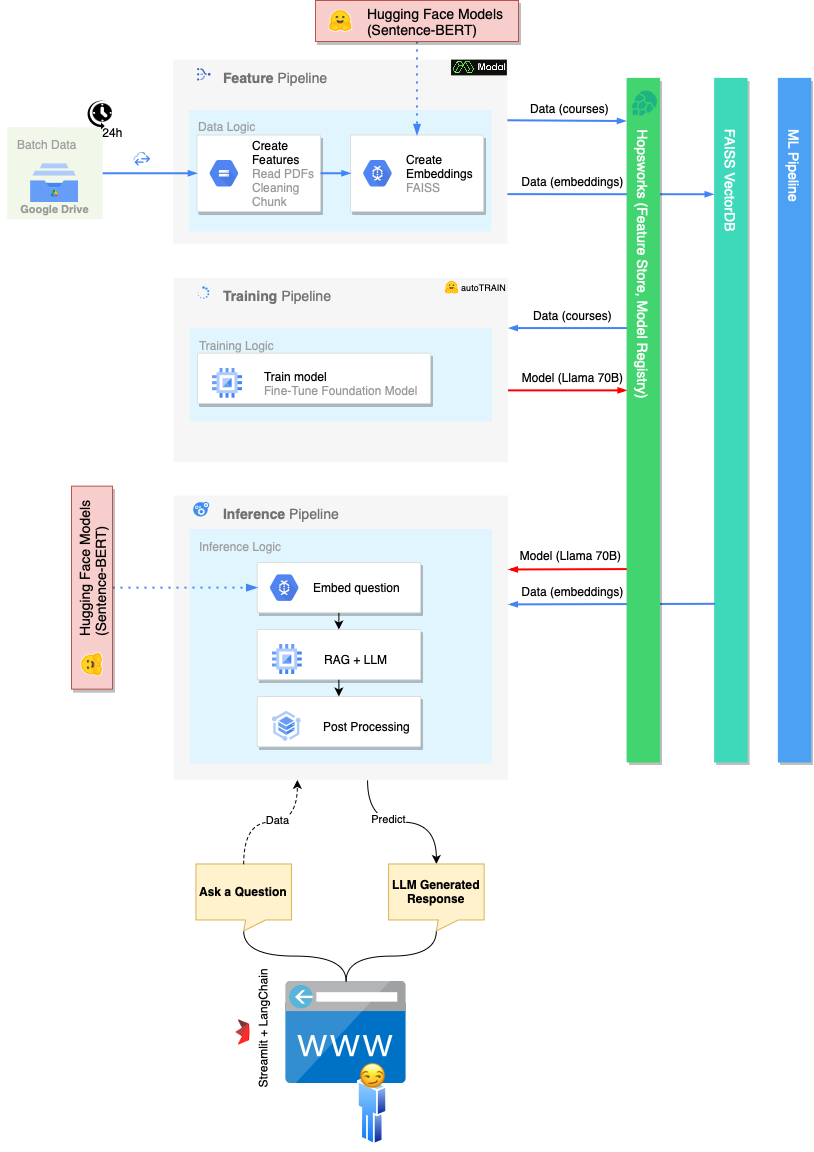 Hugging Face Models
(Sentence-BERT)
Feature Pipeline
Modal
24h
Batch Data
Google Drive
Data Logic
Create
Features
Read PDFs
Cleaning
Chunk
Create
Embeddings
FAISS
Data (courses)
Data (embeddings)
Hopsworks (Feature Store, Model Registry)
FAISS VectorDB
ML Pipeline
Training Pipeline
autoTRAIN
Training Logic
Train model
Fine-Tune Foundation Model
Data (courses)
Model (Llama 70B)
Hugging Face Models
(Sentence-BERT)
Inference Pipeline
Inference Logic
Embed question
RAG + LLM
Post Processing
Model (Llama 70B)
Data (embeddings)
Data
Predict
Ask a Question
LLM Generated
Response
Streamlit + LangChain
WWW